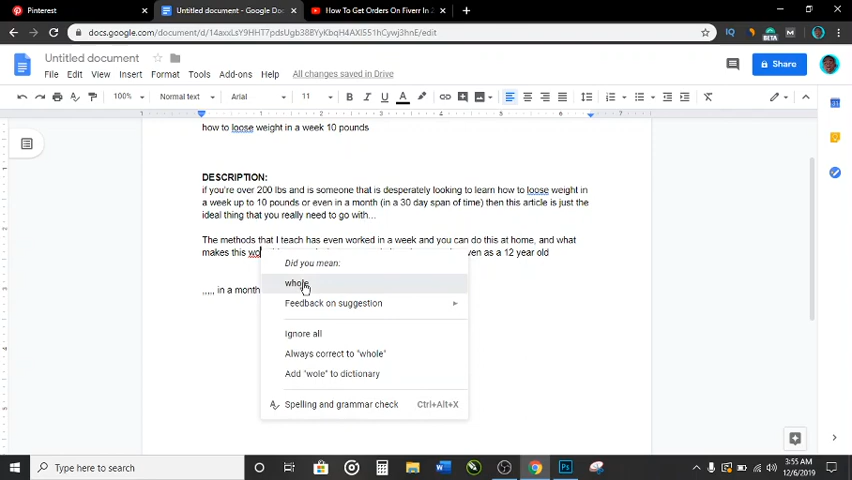 Pinterest
Untitled document - Google Do
How To Get Orders On Fiverr In
docs.google.com/document/d/14axxLsY9HHT7pdsUgb38BYyKbqH4AXl551hCywj3hnE/edit
BETA
Untitled document
File Edit View Insert Format Tools Add-ons Help All changes saved in Drive
Share
100% Normal text Arial 11
how to loose weight in a week 10 pounds
DESCRIPTION:
if you're over 200 lbs and is someone that is desperately looking to learn how to loose weight in
a week up to 10 pounds or even in a month (in a 30 day span of time) then this article is just the
ideal thing that you really need to go with...
The methods that I teach has even worked in a week and you can do this at home, and what
makes this wo
en as a 12 year old
,,,,, in a month
Did you mean:
whole
Feedback on suggestion
Ignore all
Always correct to "whole"
Add "wole" to dictionary
Spelling and grammar check Ctrl+Alt+X
Type here to search
3:55 AM
12/6/2019